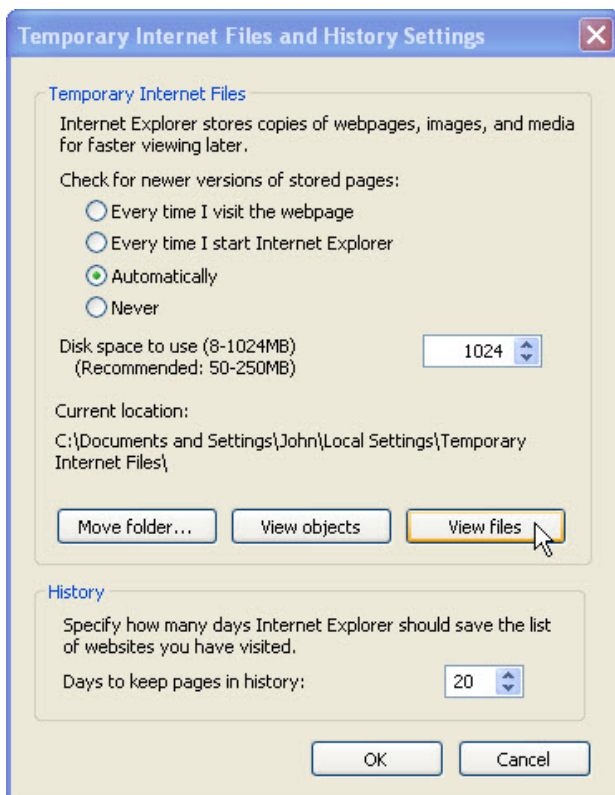 Temporary Internet Files and History Settings
Temporary Internet Files
Internet Explorer stores copies of webpages, images, and media
for faster viewing later.
Check for newer versions of stored pages:
Every time I visit the webpage
Every time I start Internet Explorer
Automatically
Never
Disk space to use (8-1024MB)
1024
(Recommended: 50-250MB)
Current location:
C:\Documents and Settings\John\Local Settings\Temporary
Internet Files\
Move folder... View objects View files
History
Specify how many days Internet Explorer should save the list
of websites you have visited.
Days to keep pages in history: 20
OK Cancel